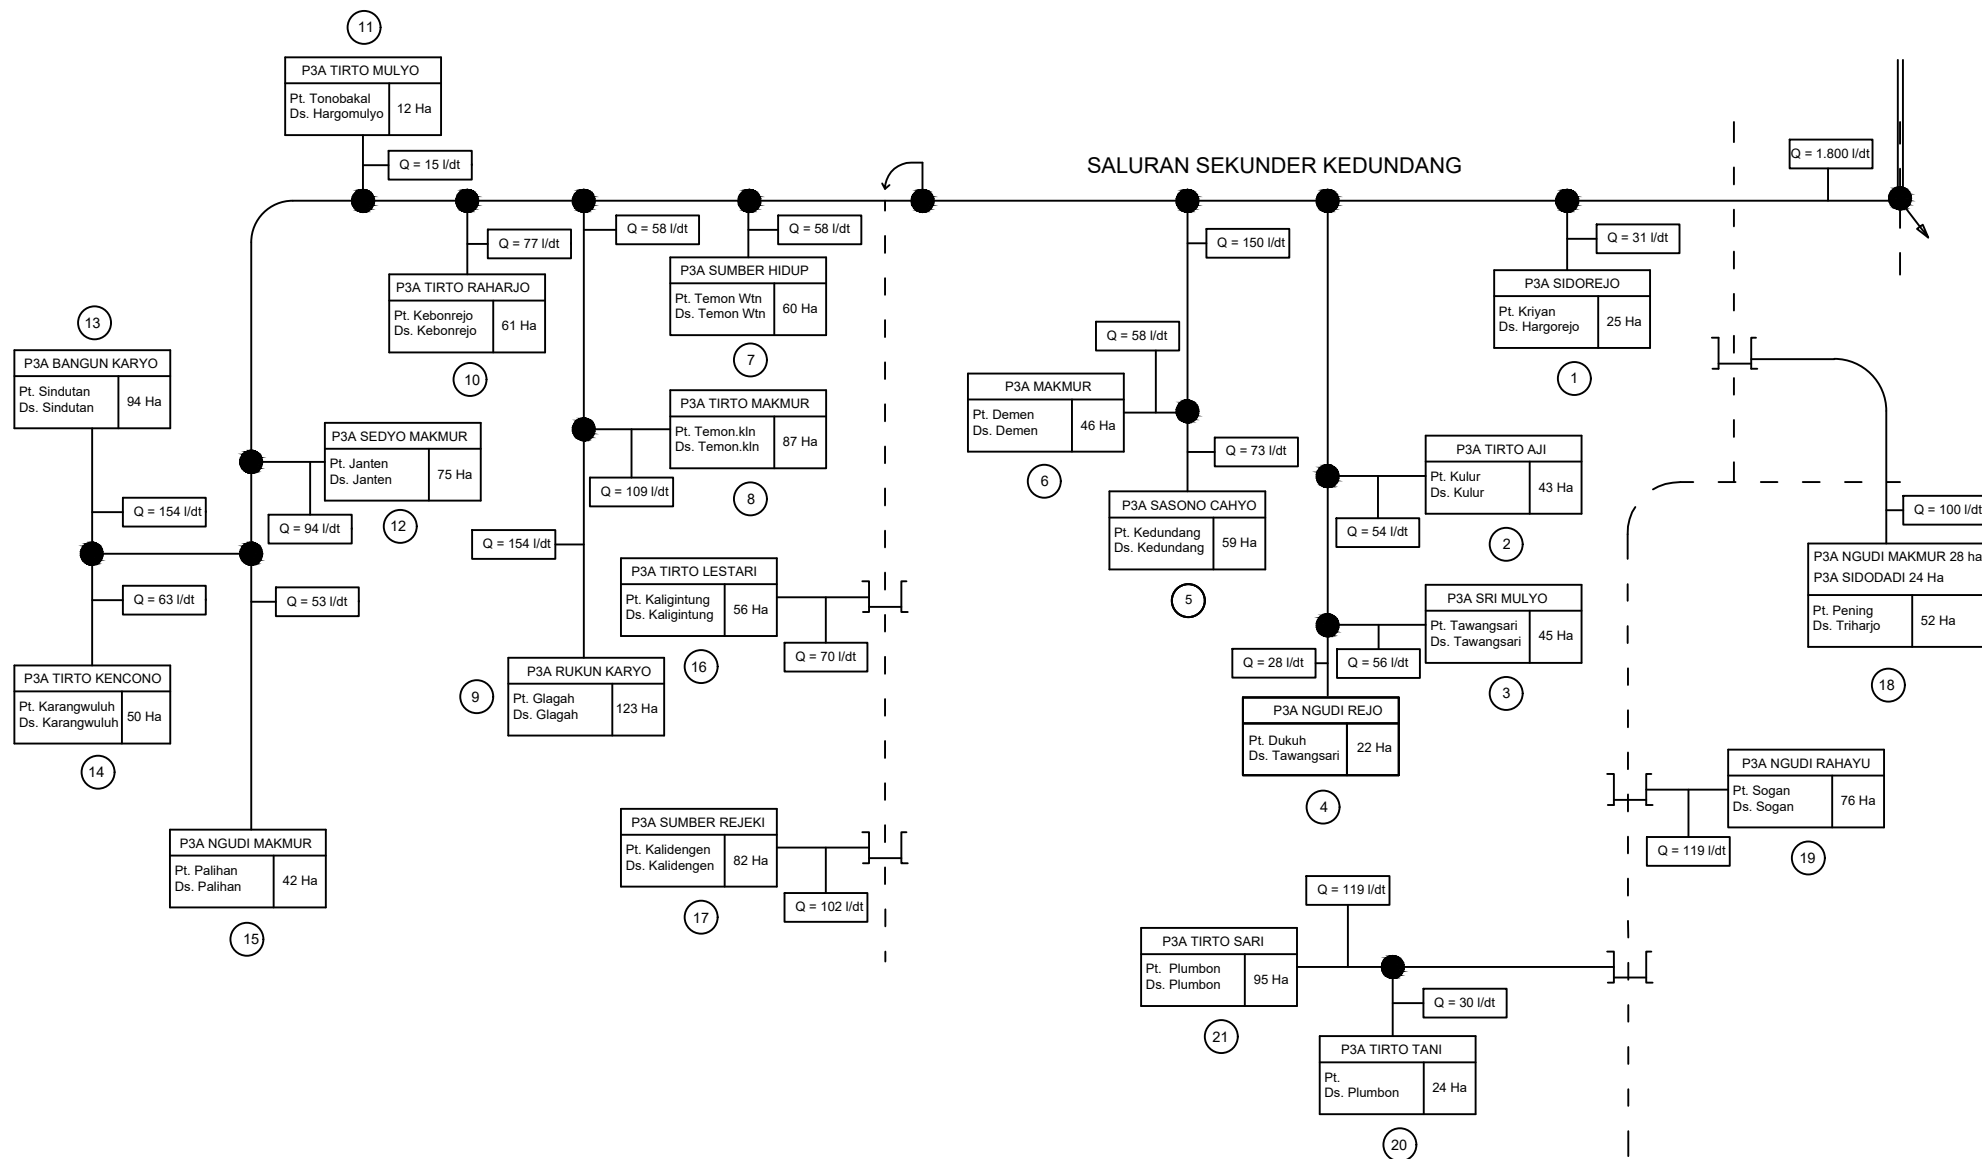 SALURAN SEKUNDER KEDUNDANG
Q = 1.800 l/dt
11
P3A TIRTO MULYO
Pt. Tonobakal
Ds. Hargomulyo
12 Ha
Q = 15 l/dt
Q = 77 l/dt
P3A TIRTO RAHARJO
Pt. Kebonrejo
Ds. Kebonrejo
61 Ha
10
Q = 58 l/dt
Q = 58 l/dt
P3A SUMBER HIDUP
Pt. Temon Wtn
Ds. Temon Wtn
60 Ha
7
P3A TIRTO MAKMUR
Pt. Temon.kln
Ds. Temon.kln
87 Ha
Q = 109 l/dt
8
Q = 154 l/dt
P3A RUKUN KARYO
Pt. Glagah
Ds. Glagah
123 Ha
9
13
P3A BANGUN KARYO
Pt. Sindutan
Ds. Sindutan
94 Ha
Q = 154 l/dt
P3A SEDYO MAKMUR
Pt. Janten
Ds. Janten
75 Ha
Q = 94 l/dt
12
Q = 63 l/dt
Q = 53 l/dt
P3A TIRTO KENCONO
Pt. Karangwuluh
Ds. Karangwuluh
50 Ha
14
P3A NGUDI MAKMUR
Pt. Palihan
Ds. Palihan
42 Ha
15
P3A TIRTO LESTARI
Pt. Kaligintung
Ds. Kaligintung
56 Ha
Q = 70 l/dt
16
P3A SUMBER REJEKI
Pt. Kalidengen
Ds. Kalidengen
82 Ha
Q = 102 l/dt
17
Q = 150 l/dt
Q = 58 l/dt
P3A MAKMUR
Pt. Demen
Ds. Demen
46 Ha
6
Q = 73 l/dt
P3A SASONO CAHYO
Pt. Kedundang
Ds. Kedundang
59 Ha
5
Q = 31 l/dt
P3A SIDOREJO
Pt. Kriyan
Ds. Hargorejo
25 Ha
1
P3A TIRTO AJI
Pt. Kulur
Ds. Kulur
43 Ha
Q = 54 l/dt
2
P3A SRI MULYO
Pt. Tawangsari
Ds. Tawangsari
45 Ha
Q = 28 l/dt
Q = 56 l/dt
3
P3A NGUDI REJO
Pt. Dukuh
Ds. Tawangsari
22 Ha
4
Q = 100 l/dt
P3A NGUDI MAKMUR 28 ha
P3A SIDODADI 24 Ha
Pt. Pening
Ds. Triharjo
52 Ha
18
P3A NGUDI RAHAYU
Pt. Sogan
Ds. Sogan
76 Ha
Q = 119 l/dt
19
Q = 119 l/dt
P3A TIRTO SARI
Pt. Plumbon
Ds. Plumbon
95 Ha
21
Q = 30 l/dt
P3A TIRTO TANI
Pt.
Ds. Plumbon
24 Ha
20